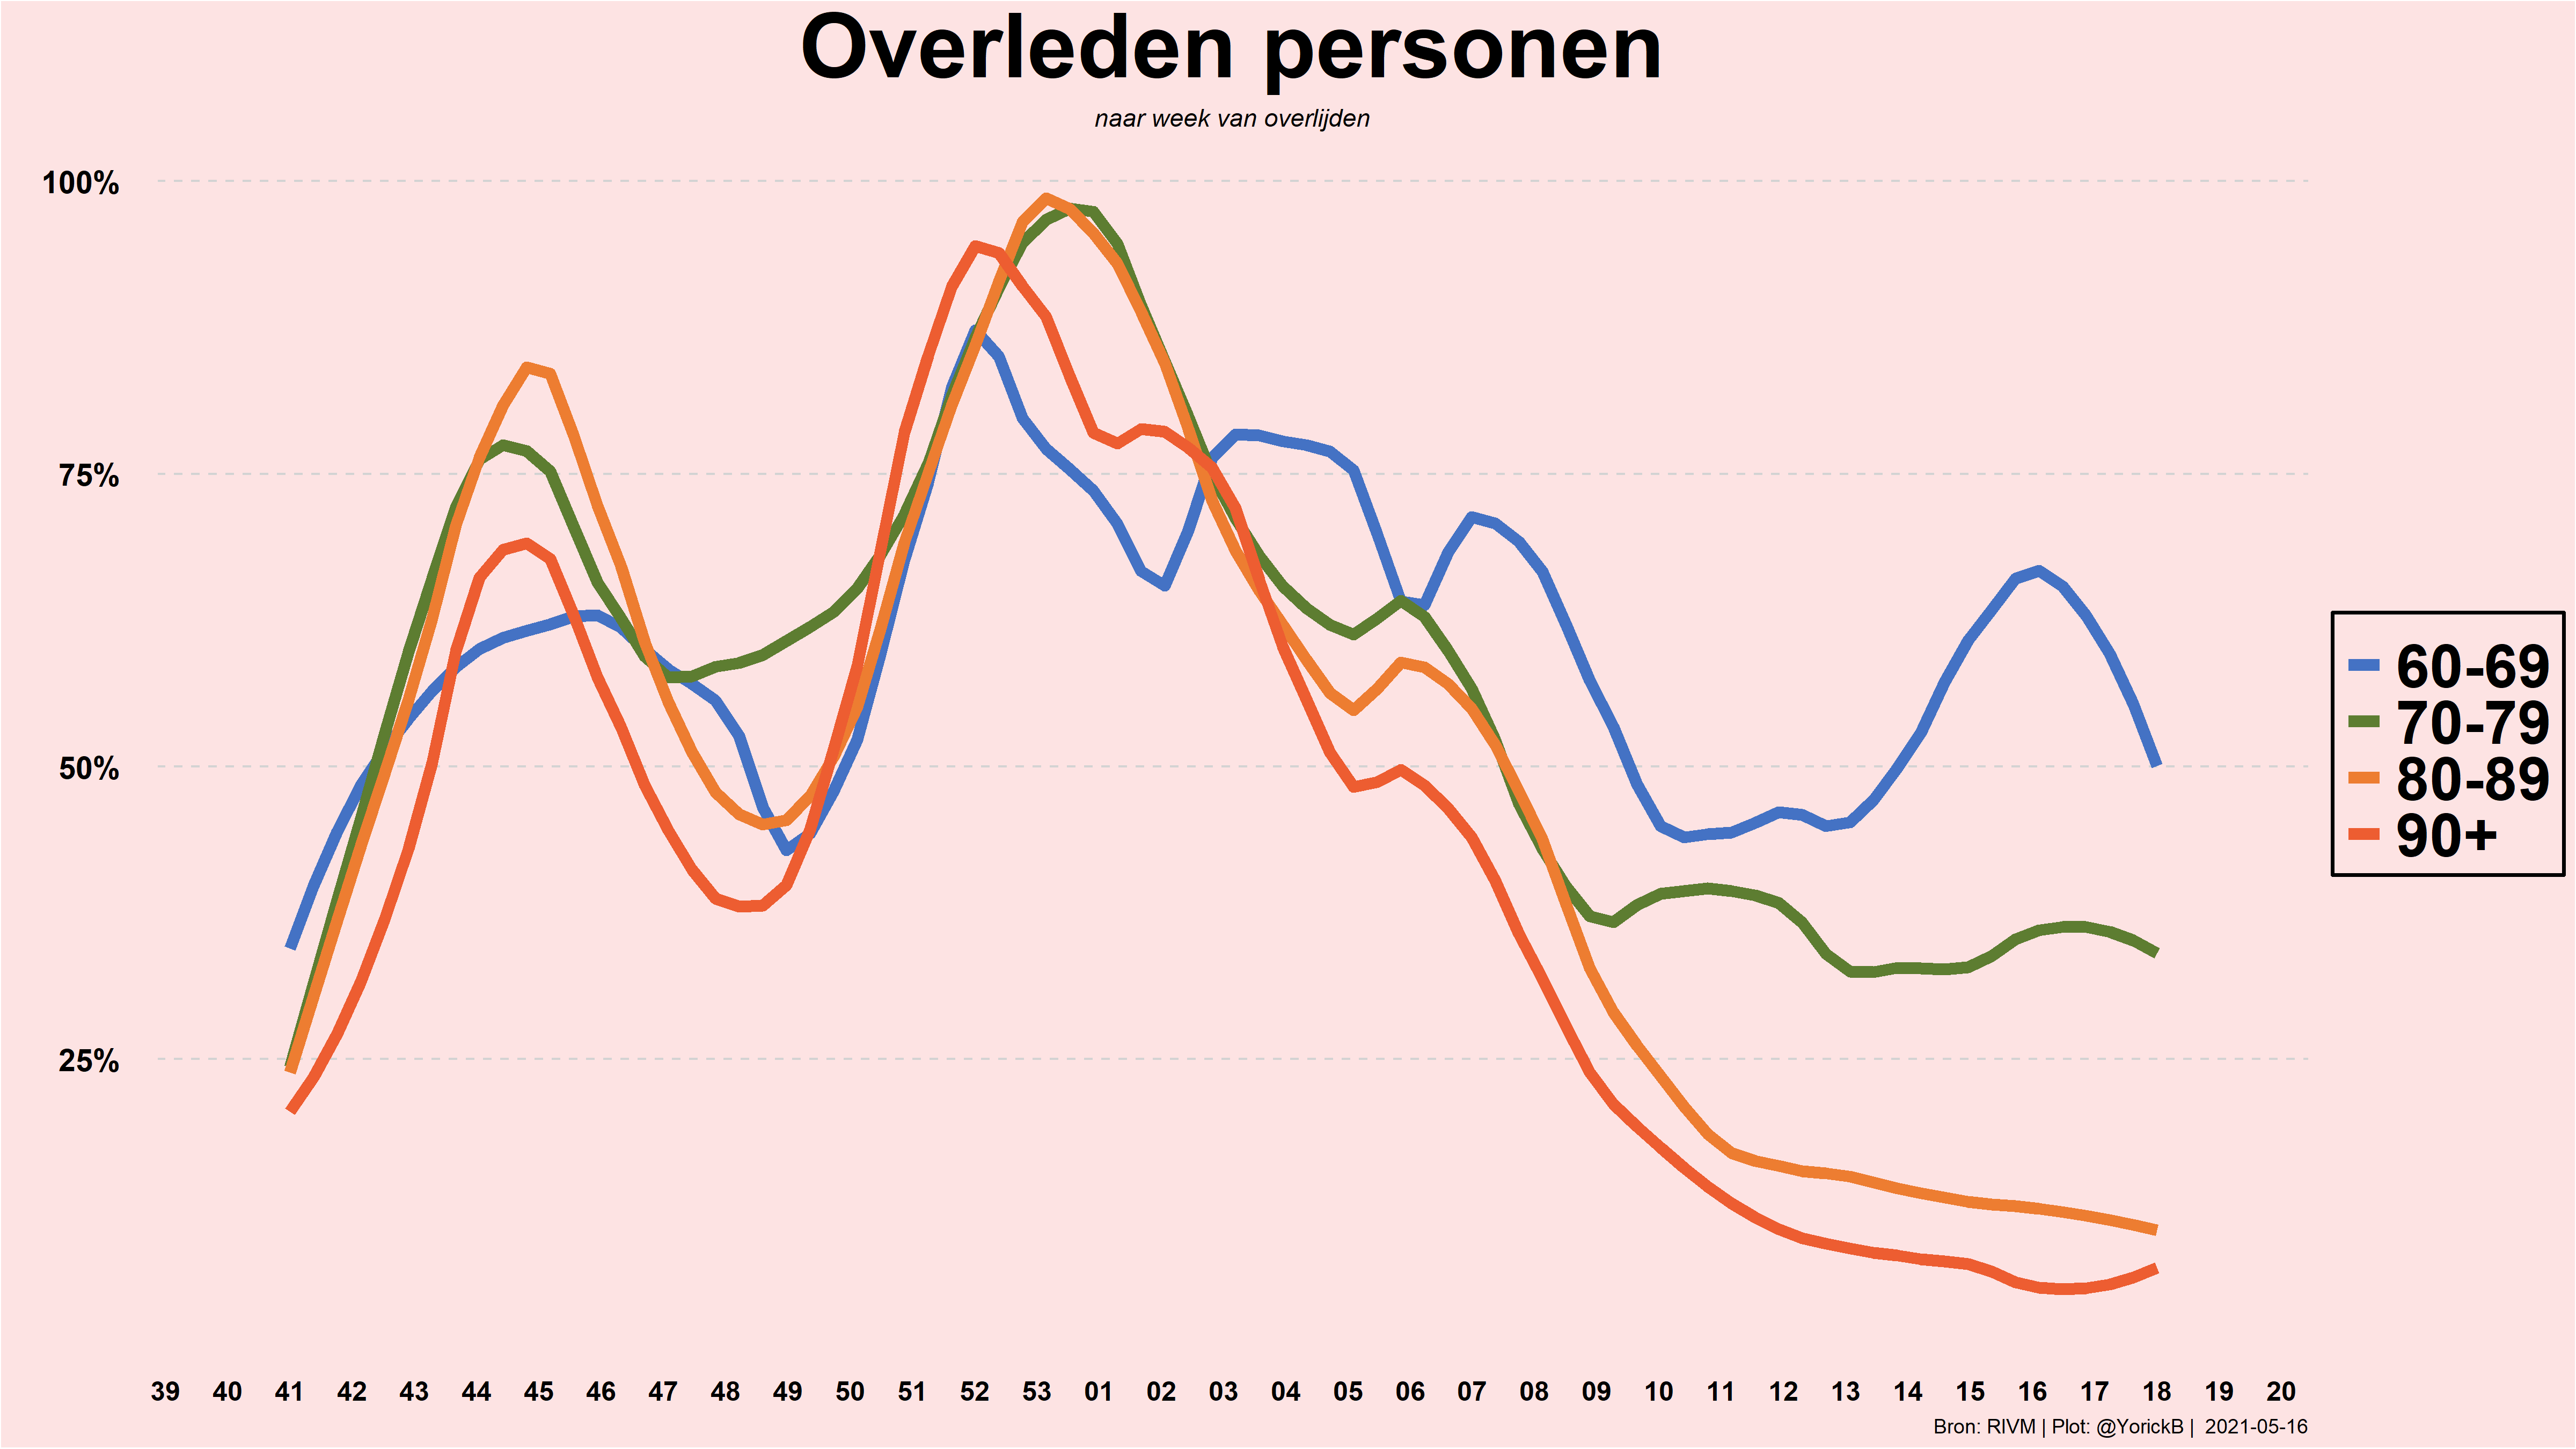 Overleden personen
naar week van overlijden
100%
75%
50%
25%
60-69
70-79
80-89
90+
39 40 41 42 43 44 45 46 47 48 49 50 51 52 53 01 02 03 04 05 06 07 08 09 10 11 12 13 14 15 16 17 18 19 20
Bron: RIVM | Plot: @YorickB | 2021-05-16